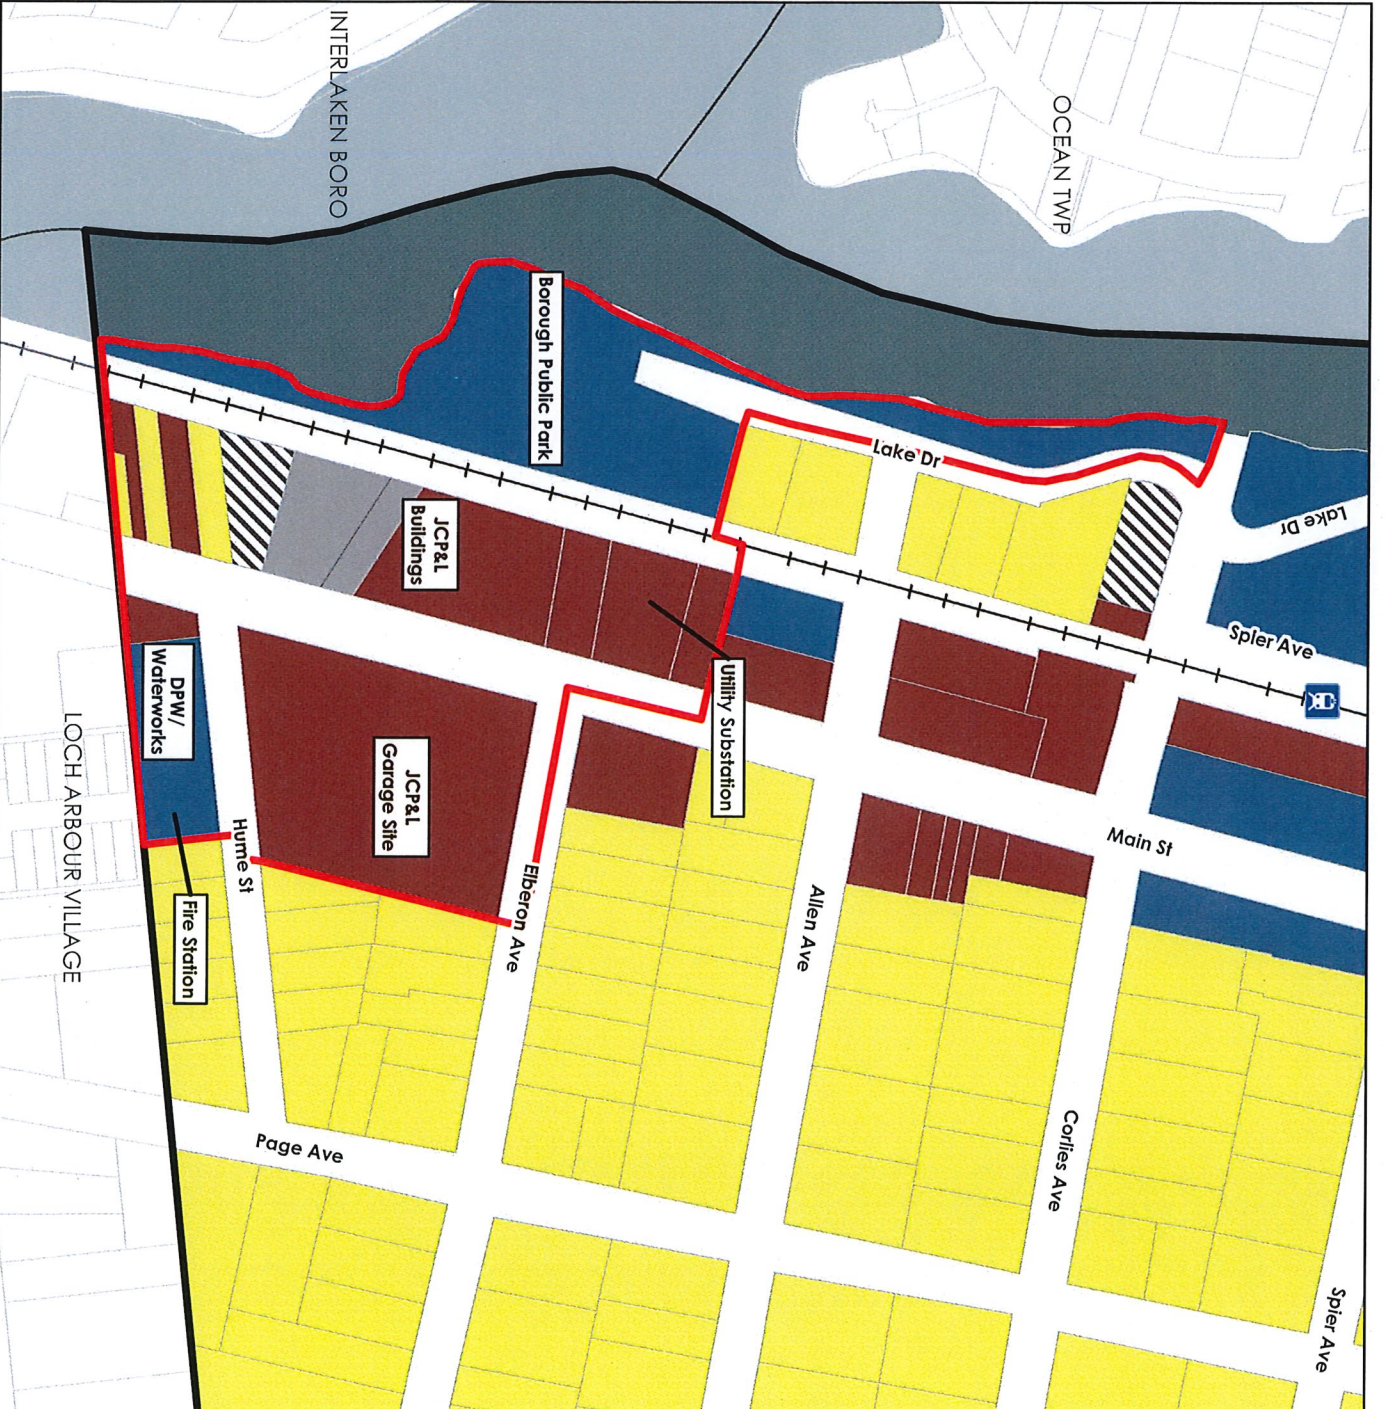 INTERLAKEN BORO
OCEAN TWP
Borough Public Park
Lake Dr
Lake Dr
JCP&L
Buildings
Spler Ave
Utility Substation
DPW/
Waterworks
JCP&L
Garage Site
Main St
LOCH ARBOUR VILLAGE
Hume St
Elberon Ave
Allen Ave
Fire Station
Page Ave
Corlies Ave
Spier Ave